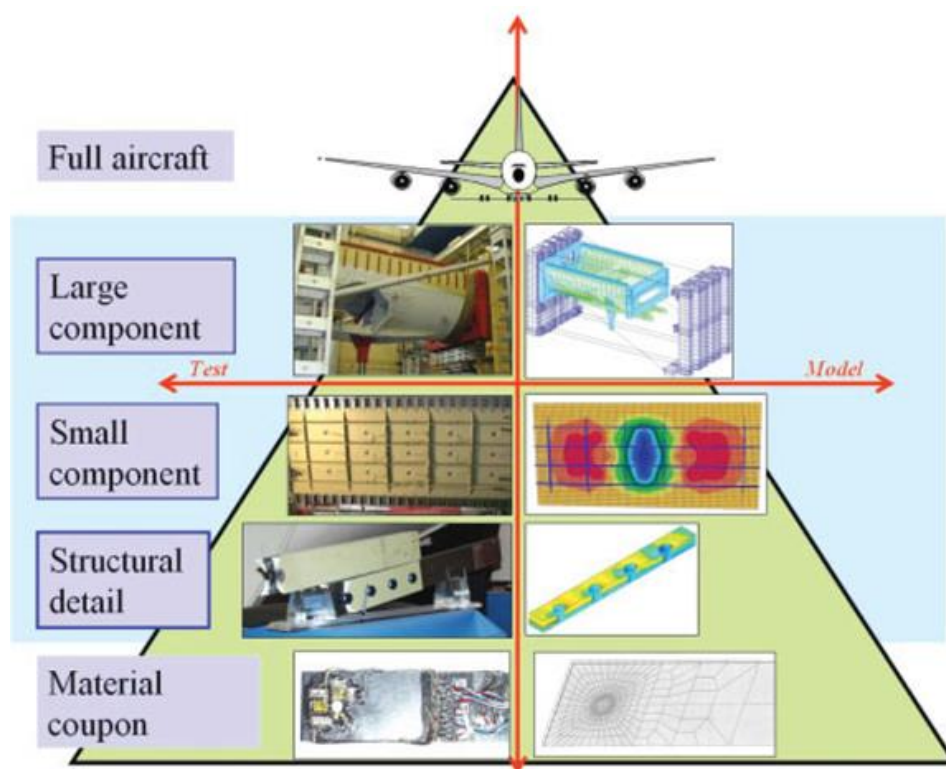 Full aircraft
Large
component
Test
Model
Small
component
Structural
detail
Material
coupon